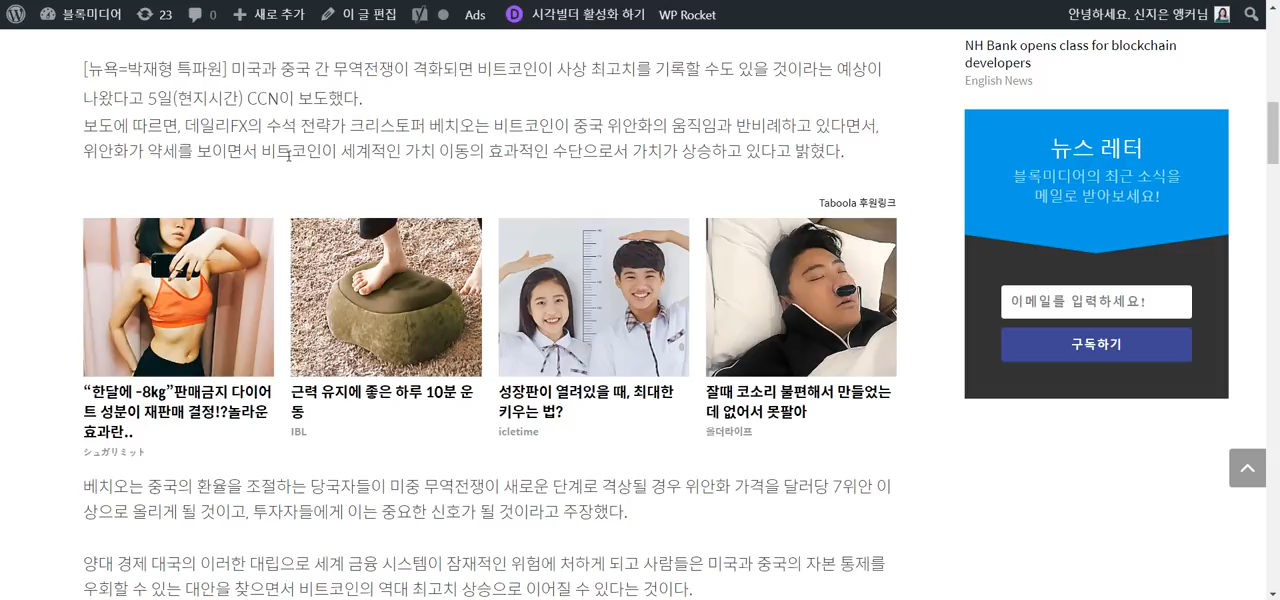 블록미디어 23 0 새로 추가 이 글 편집 Ads 시각빌더 활성화 하기 WP Rocket 안녕하세요. 신지은 앵커님
[뉴욕=박재형 특파원] 미국과 중국 간 무역전쟁이 격화되면 비트코인이 사상 최고치를 기록할 수도 있을 것이라는 예상이
나왔다고 5일(현지시간) CCN이 보도했다.
보도에 따르면, 데일리FX의 수석 전략가 크리스토퍼 베치오는 비트코인이 중국 위안화의 움직임과 반비례하고 있다면서,
위안화가 약세를 보이면서 비트코인이 세계적인 가치 이동의 효과적인 수단으로서 가치가 상승하고 있다고 밝혔다.
Taboola 후원링크
“한달에 -8kg”판매금지 다이어
트 성분이 재판매 결정!?놀라운
효과란..
シュガリミット
근력 유지에 좋은 하루 10분 운
동
IBL
성장판이 열려있을 때, 최대한
키우는 법?
icletime
잘때 코소리 불편해서 만들었는
데 없어서 못팔아
올더라이프
베치오는 중국의 환율을 조절하는 당국자들이 미중 무역전쟁이 새로운 단계로 격상될 경우 위안화 가격을 달러당 7위안 이
상으로 올리게 될 것이고, 투자자들에게 이는 중요한 신호가 될 것이라고 주장했다.
양대 경제 대국의 이러한 대립으로 세계 금융 시스템이 잠재적인 위험에 처하게 되고 사람들은 미국과 중국의 자본 통제를
우회할 수 있는 대안을 찾으면서 비트코인의 역대 최고치 상승으로 이어질 수 있다는 것이다.
NH Bank opens class for blockchain
developers
English News
뉴스 레터
블록미디어의 최근 소식을
메일로 받아보세요!
이메일를 입력하세요!
구독하기